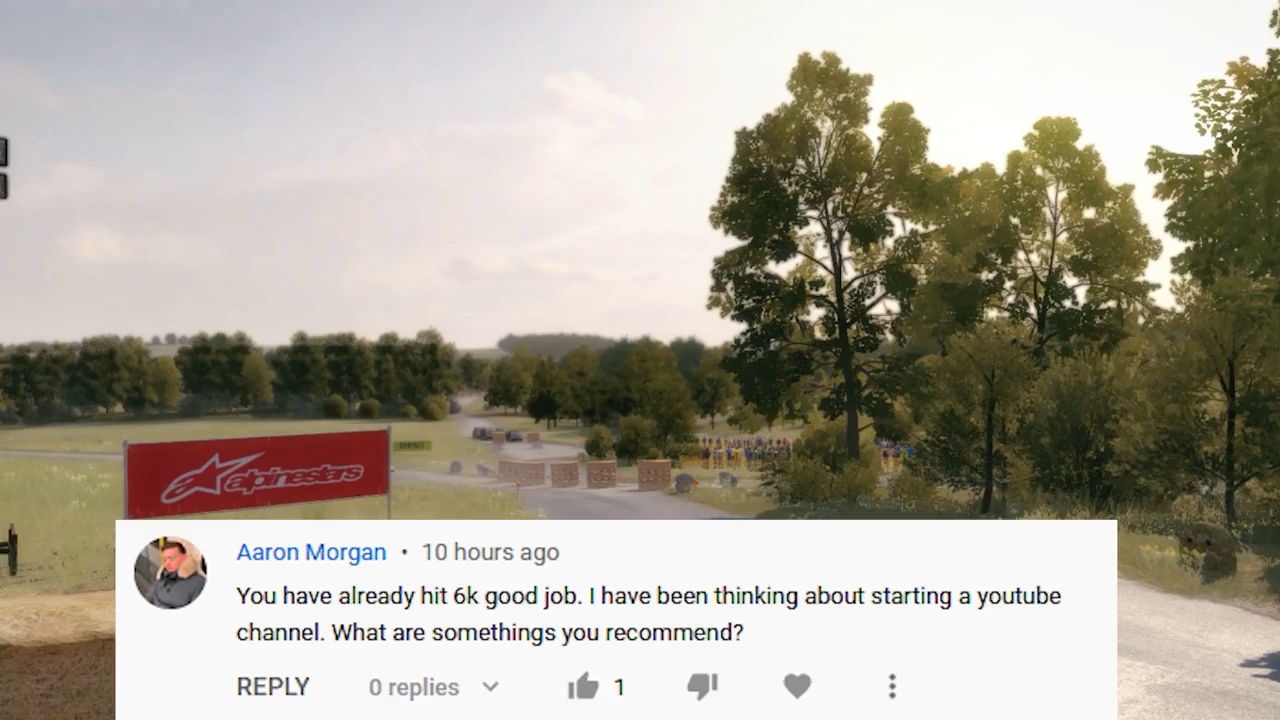 alpinestars
Aaron Morgan • 10 hours ago
You have already hit 6k good job. I have been thinking about starting a youtube
channel. What are somethings you recommend?
REPLY 0 replies 1